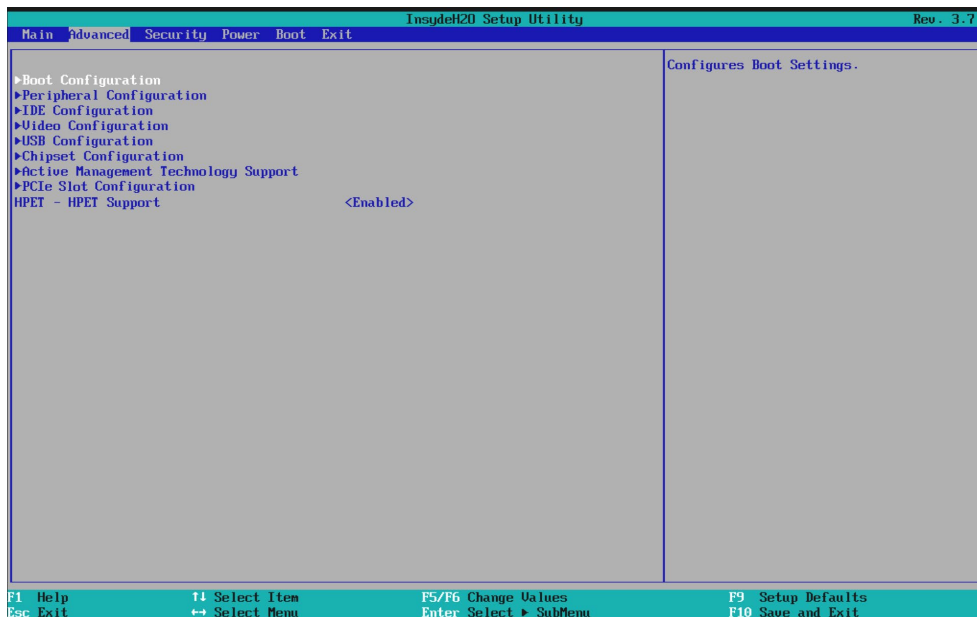 InsydeH2O Setup Utility Rev. 3.7
Main Advanced Security Power Boot Exit
▶Boot Configuration
▶Peripheral Configuration
▶IDE Configuration
▶Video Configuration
▶USB Configuration
▶Chipset Configuration
▶Active Management Technology Support
▶PCIe Slot Configuration
HPET - HPET Support <Enabled>
Configures Boot Settings.
F1 Help ↑↓ Select Item F5/F6 Change Values F9 Setup Defaults
Esc Exit ←→ Select Menu Enter Select ▶ SubMenu F10 Save and Exit